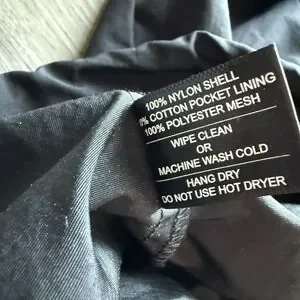 100% NYLON SHELL
0% COTTON POCKET LINING
100% POLYESTER MESH
WIPE CLEAN
OR
MACHINE WASH COLD
HANG DRY
DO NOT USE HOT DRYER